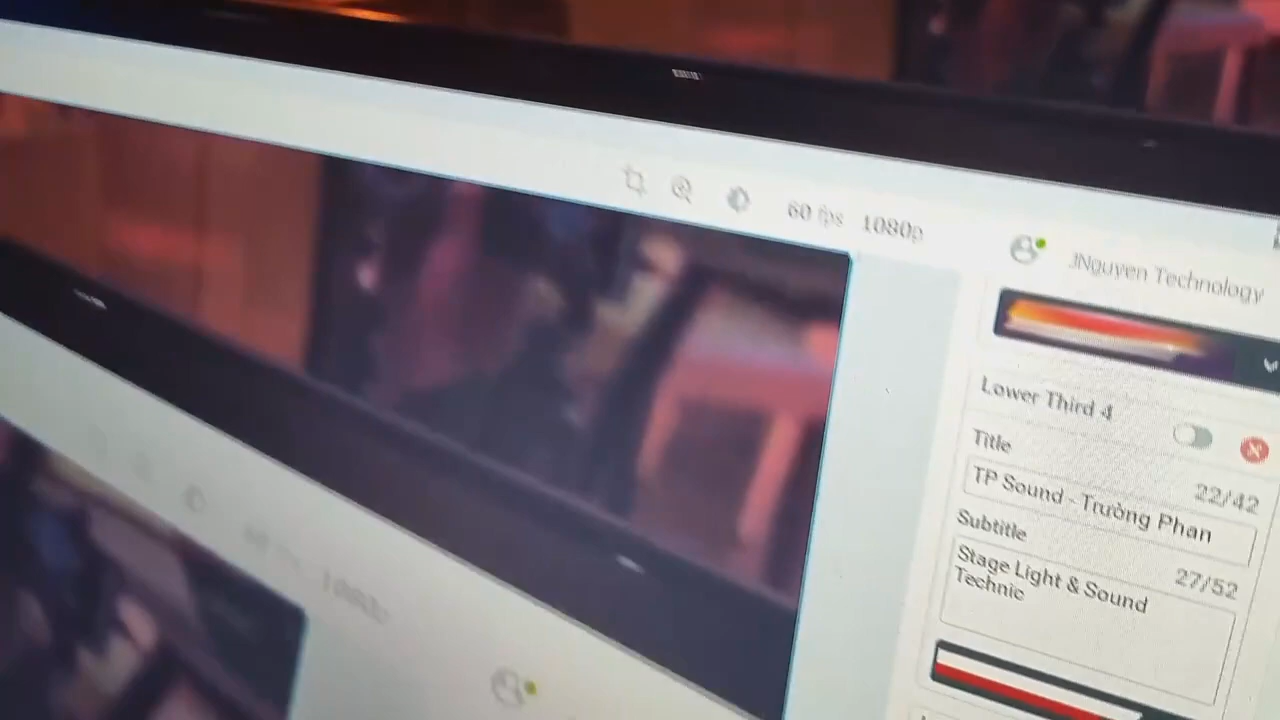 60 fps 1080p
JNguyen Technology
Lower Third 4
Title
22/42
TP Sound - Trường Phan
Subtitle
27/52
Stage Light & Sound
Technic